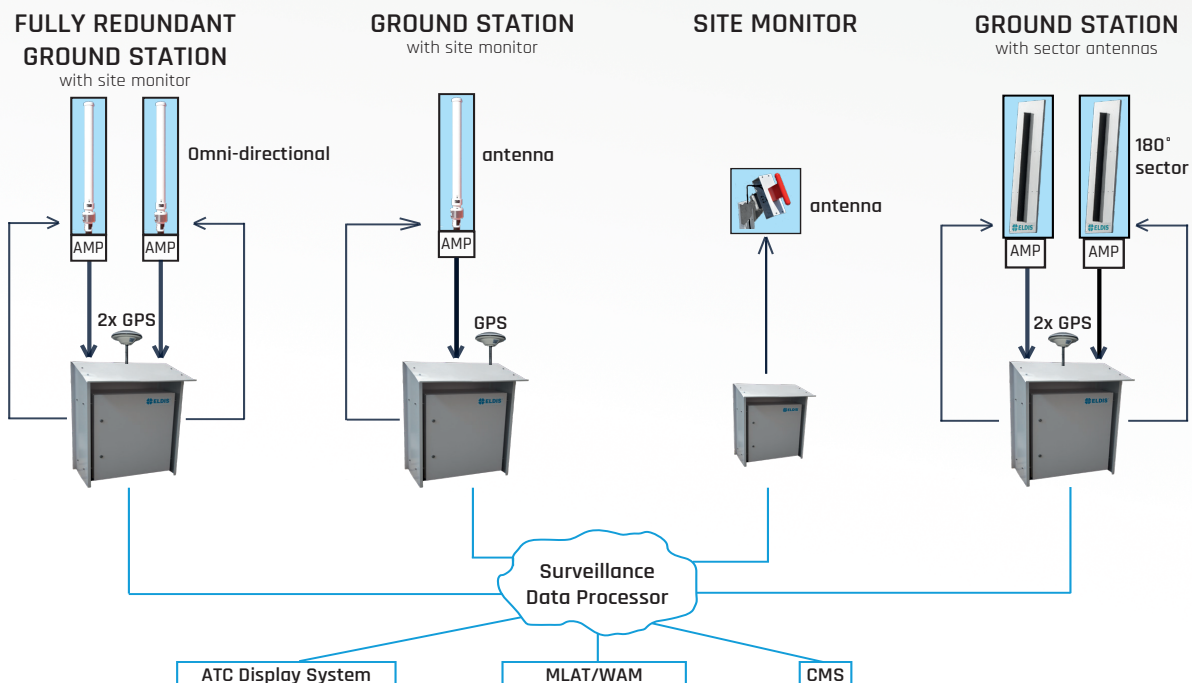 FULLY REDUNDANT
GROUND STATION
with site monitor
GROUND STATION
with site monitor
SITE MONITOR
GROUND STATION
with sector antennas
Omni-directional
antenna
antenna
180°
sector
ELDIS
ELDIS
AMP
AMP
AMP
AMP
AMP
2x GPS
GPS
2x GPS
ELDIS
ELDIS
ELDIS
ELDIS
Surveillance
Data Processor
ATC Display System
MLAT/WAM
CMS